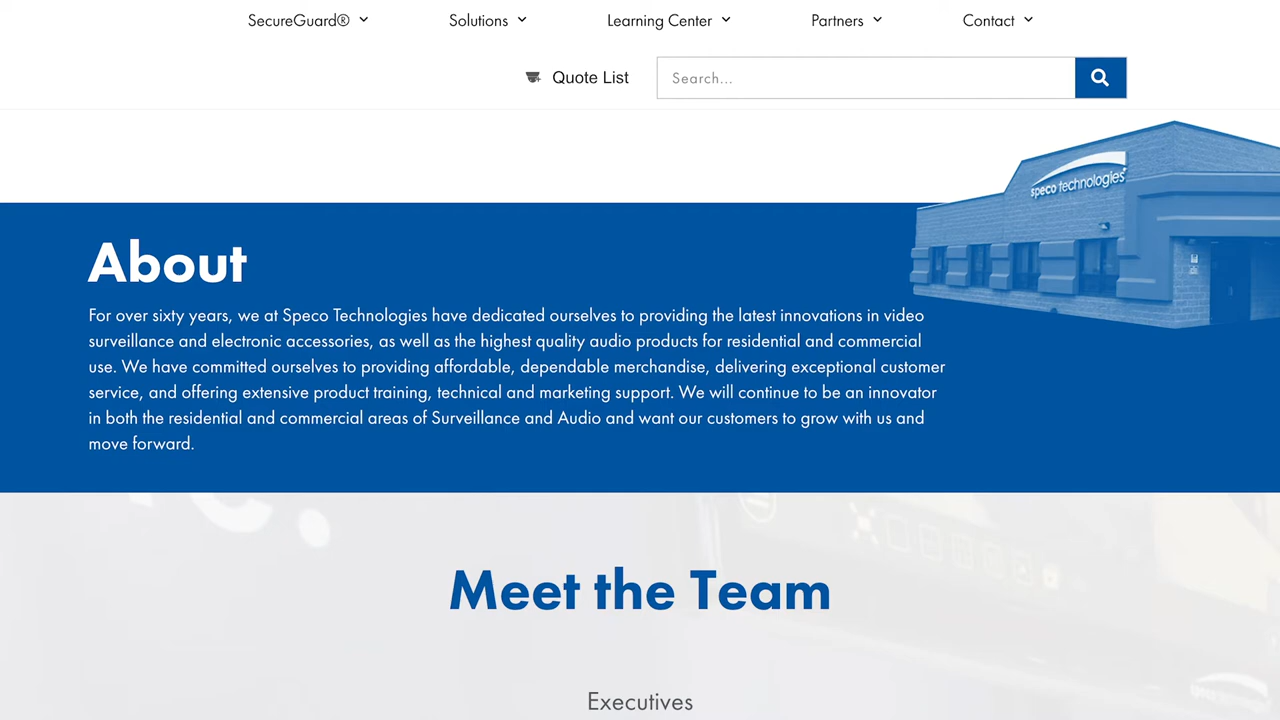 SecureGuard® Solutions Learning Center Partners Contact
Quote List Search...
speco technologies
About
For over sixty years, we at Speco Technologies have dedicated ourselves to providing the latest innovations in video
surveillance and electronic accessories, as well as the highest quality audio products for residential and commercial
use. We have committed ourselves to providing affordable, dependable merchandise, delivering exceptional customer
service, and offering extensive product training, technical and marketing support. We will continue to be an innovator
in both the residential and commercial areas of Surveillance and Audio and want our customers to grow with us and
move forward.
Meet the Team
Executives